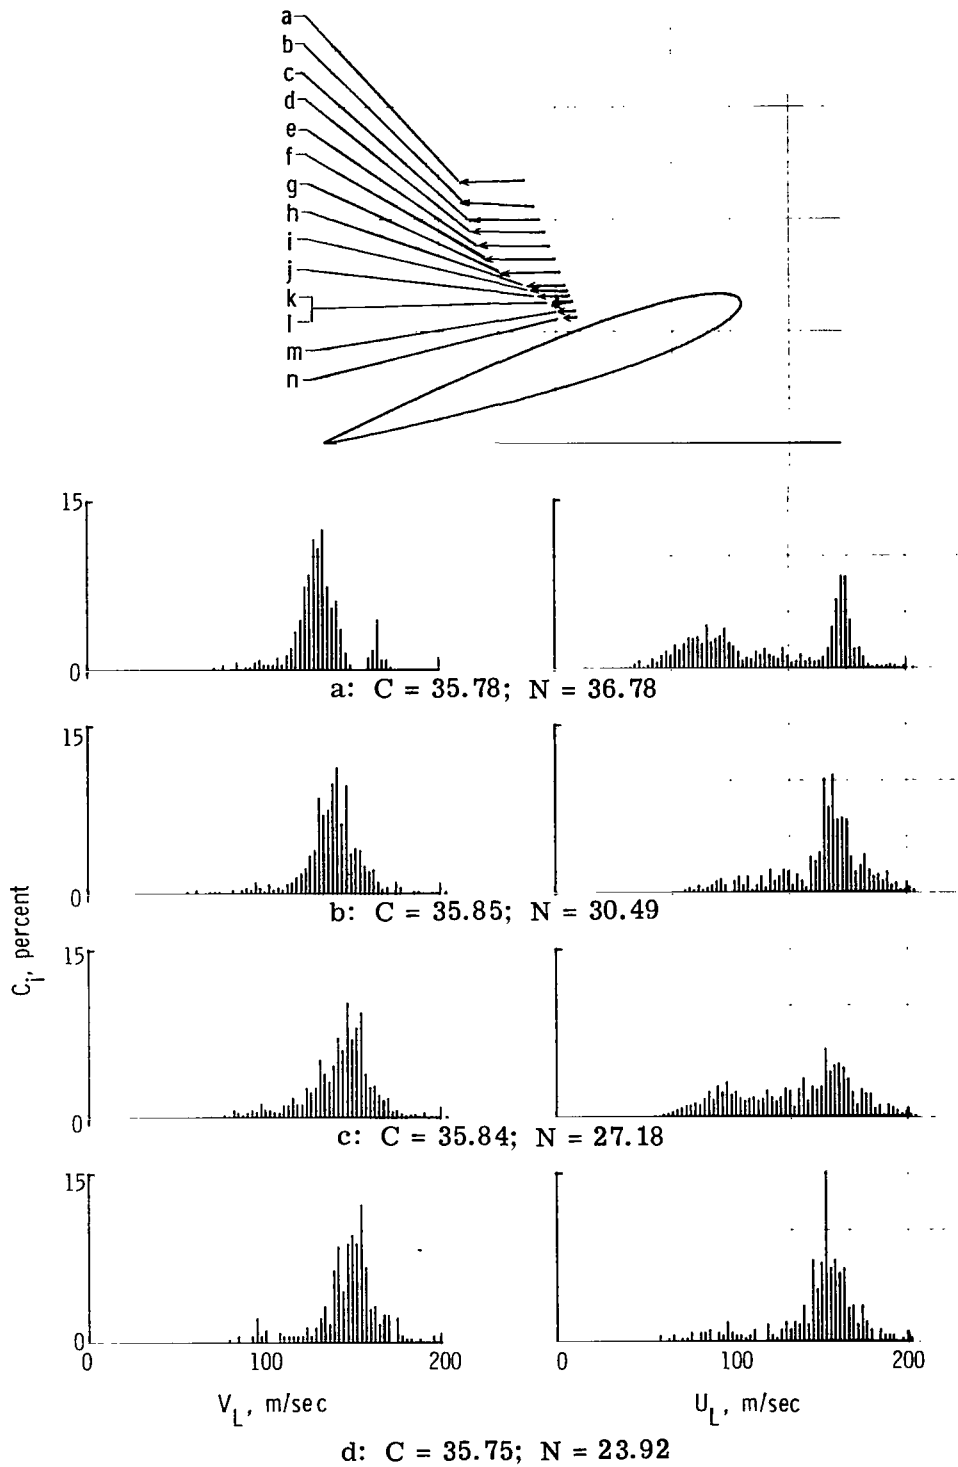 a
b
c
d
e
f
g
h
i
j
k
l
m
n
15
0
a: C = 35.78; N = 36.78
15
0
b: C = 35.85; N = 30.49
C_i, percent
15
0
c: C = 35.84; N = 27.18
15
0
0 100 200 0 100 200
V_L, m/sec U_L, m/sec
d: C = 35.75; N = 23.92